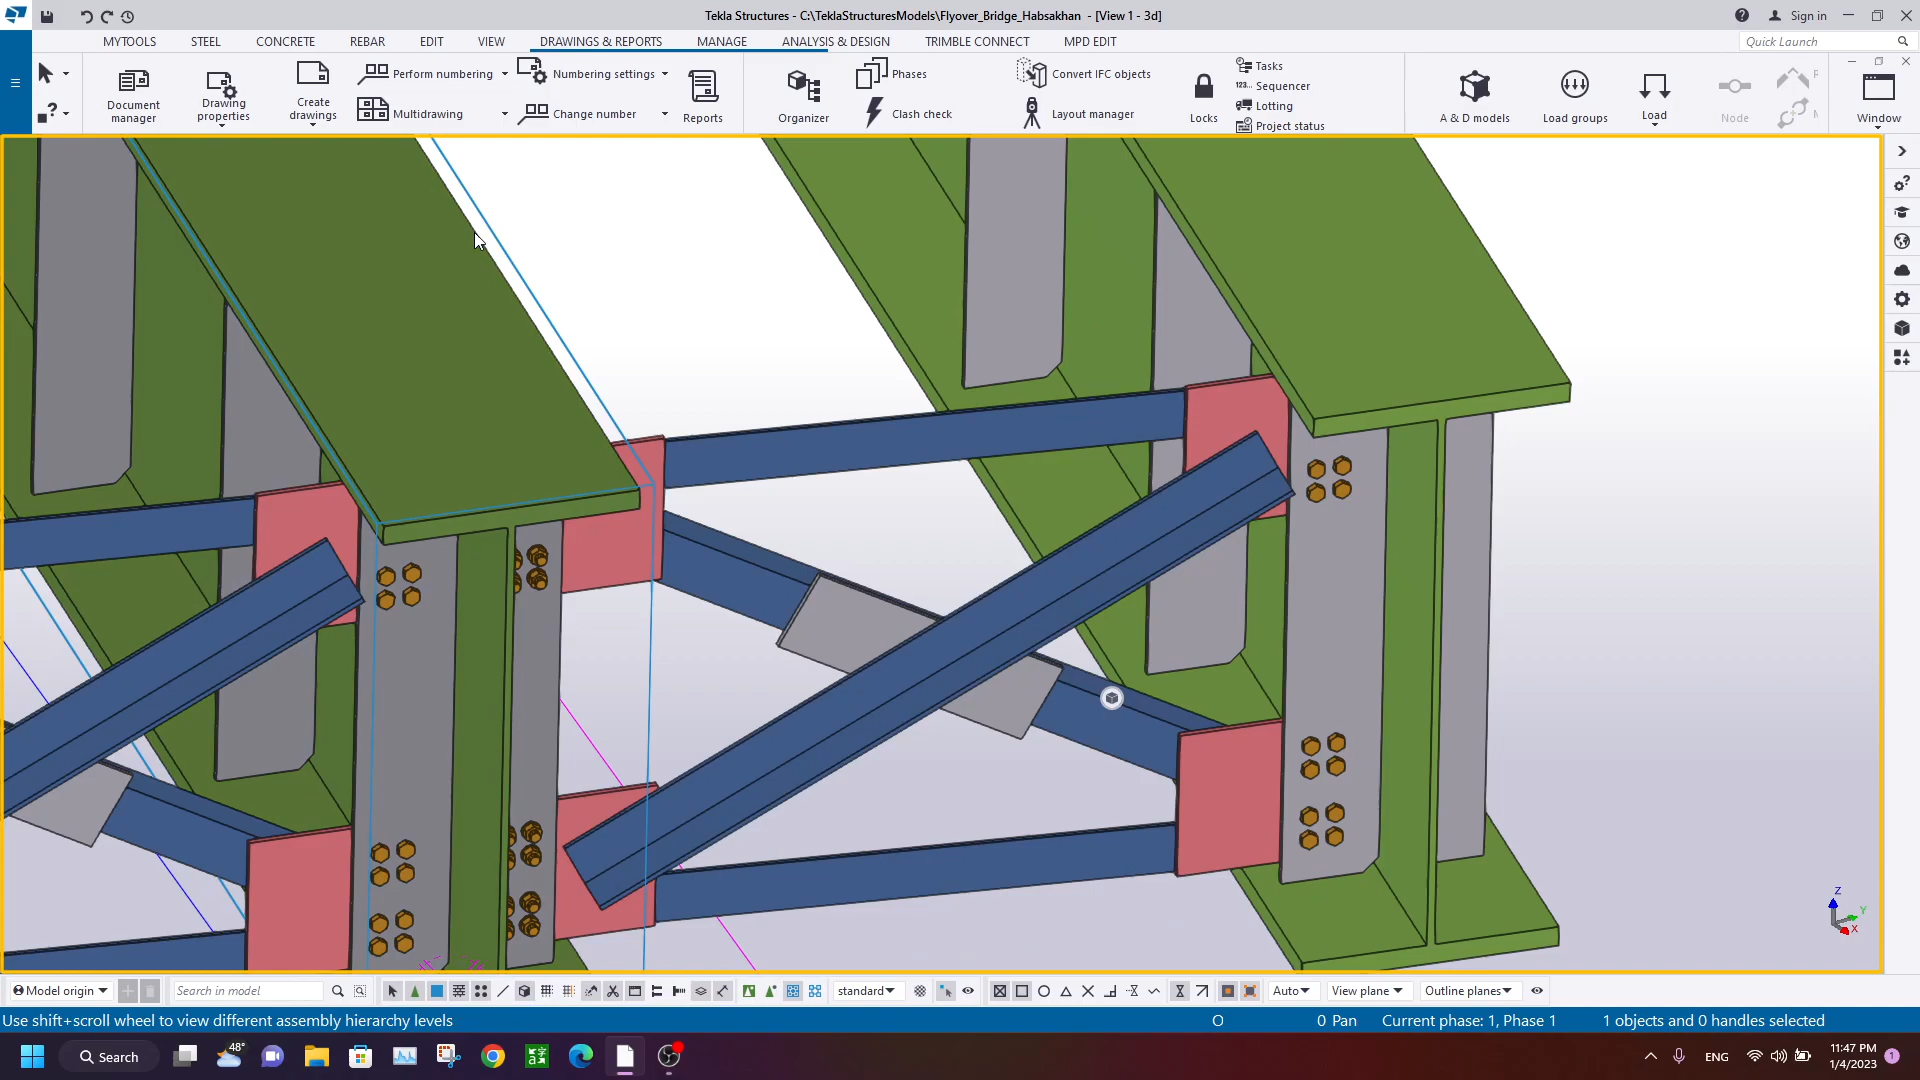 Tekla Structures - C:\TeklaStructuresModels\Flyover_Bridge_Habsakhan - [View 1 - 3d]
Sign in
MYTOOLS STEEL CONCRETE REBAR EDIT VIEW DRAWINGS & REPORTS MANAGE ANALYSIS & DESIGN TRIMBLE CONNECT MPD EDIT
Quick Launch
Document manager
Drawing properties
Create drawings
Perform numbering
Multidrawing
Numbering settings
Change number
Reports
Organizer
Phases
Clash check
Convert IFC objects
Layout manager
Locks
Tasks
123... Sequencer
Lotting
Project status
A & D models
Load groups
Load
Node
Window
Z
Y
X
Model origin
Search in model
standard
Auto
View plane
Outline planes
Use shift+scroll wheel to view different assembly hierarchy levels
O
0 Pan
Current phase: 1, Phase 1
1 objects and 0 handles selected
Search
48°
ENG
11:47 PM
1/4/2023
1